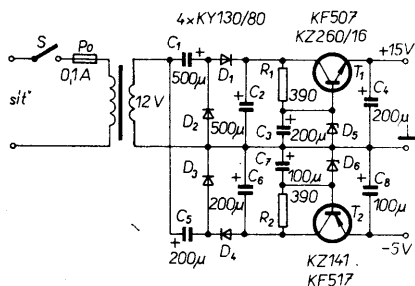 4×KY130/80
KF507
KZ260/16
S
Po
0,1A
síť
12 V
C1
500µ
D1
C2
500µ
D2
R1
390
C3
200µ
T1
D5
+15V
C4
200µ
D3
C6
200µ
C7
100µ
390
R2
D6
T2
C8
100µ
C5
200µ
D4
-5V
KZ141
KF517